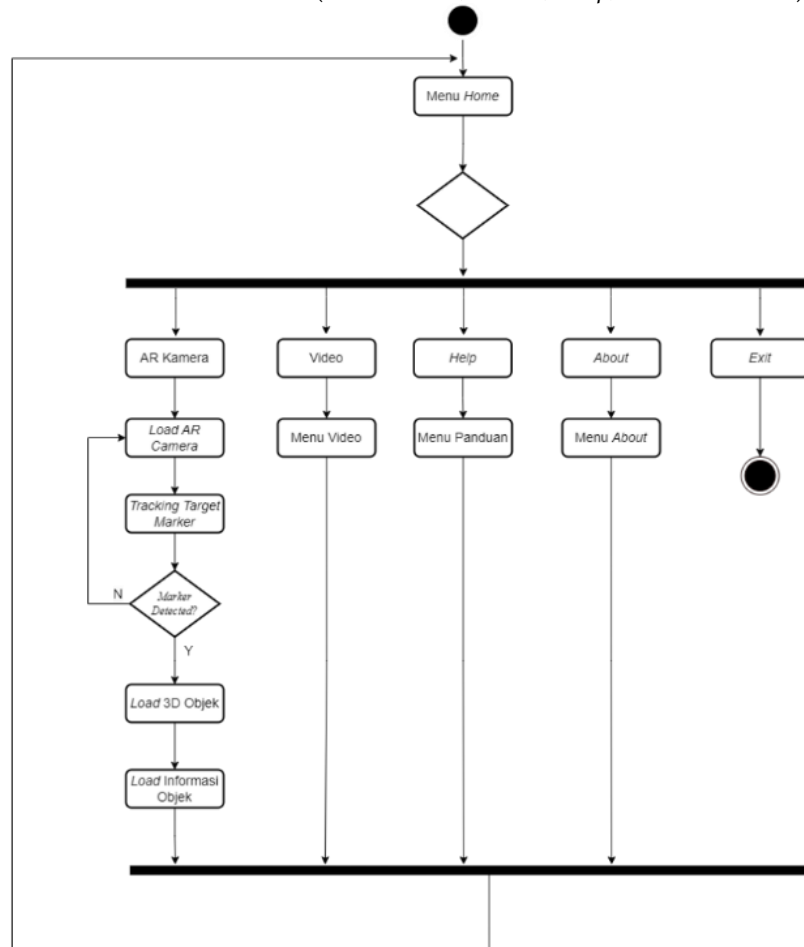 Menu Home
AR Kamera
Video
Help
About
Exit
Load AR
Camera
Menu Video
Menu Panduan
Menu About
Tracking Target
Marker
N
Marker
Detected?
Y
Load 3D Objek
Load Informasi
Objek